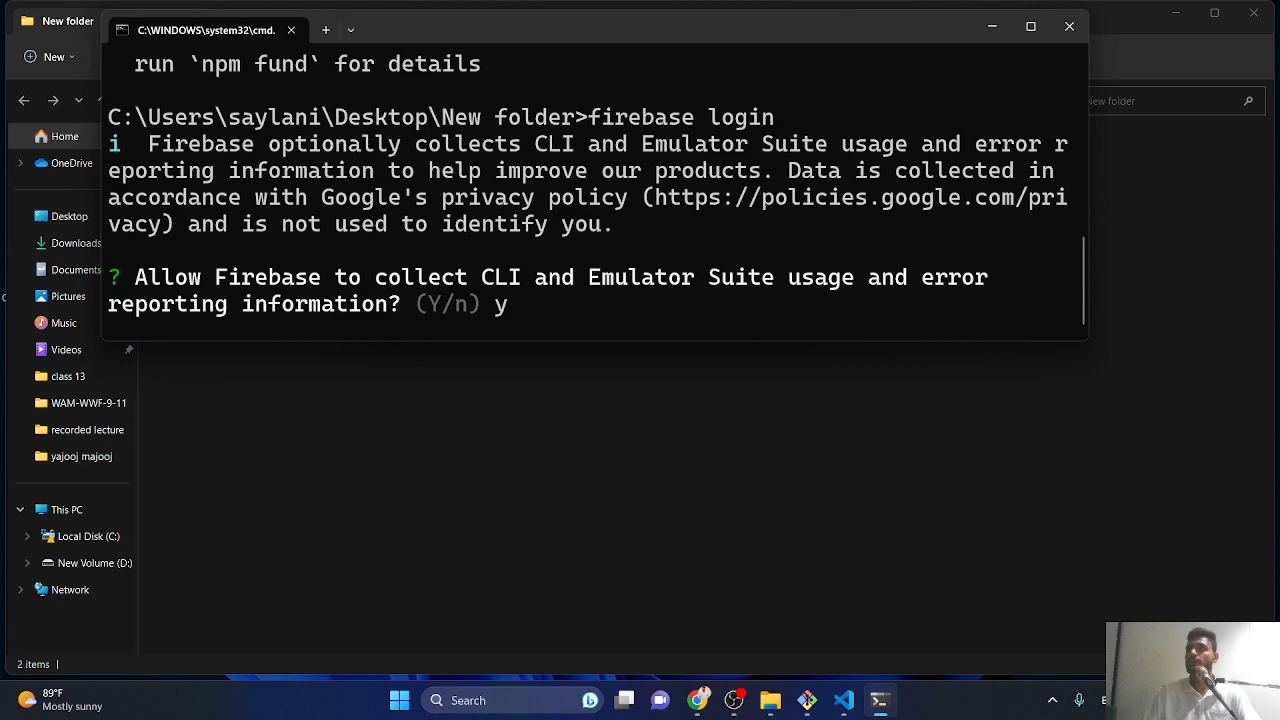 New folder
C:\WINDOWS\system32\cmd.
New
run `npm fund` for details
C:\Users\saylani\Desktop\New folder>firebase login
i Firebase optionally collects CLI and Emulator Suite usage and error r
eporting information to help improve our products. Data is collected in
accordance with Google's privacy policy (https://policies.google.com/pri
vacy) and is not used to identify you.
? Allow Firebase to collect CLI and Emulator Suite usage and error
reporting information? (Y/n) y
New folder
Home
OneDrive
Desktop
Downloads
Documents
Pictures
Music
Videos
class 13
WAM-WWF-9-11
recorded lecture
yajooj majooj
This PC
Local Disk (C:)
New Volume (D:)
Network
2 items
89°F
Mostly sunny
Search